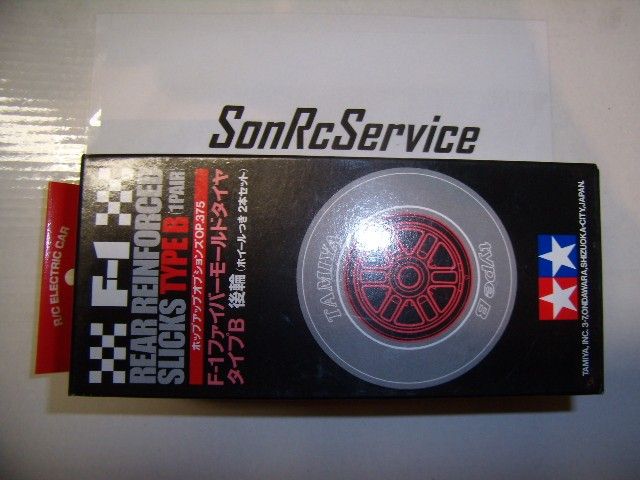 SonRcService
R/C ELECTRIC CAR
F-1
REAR REINFORCED
SLICKS TYPE B (1PAIR)
ホップアップオプションズOP.375
F-1ファイバーモールドタイヤ
タイプB 後輪 (ホイールつき 2本セット)
TAMIYA
TYPE B
TAMIYA, INC. 3-7, ONDAWARA, SHIZUOKA-CITY, JAPAN.